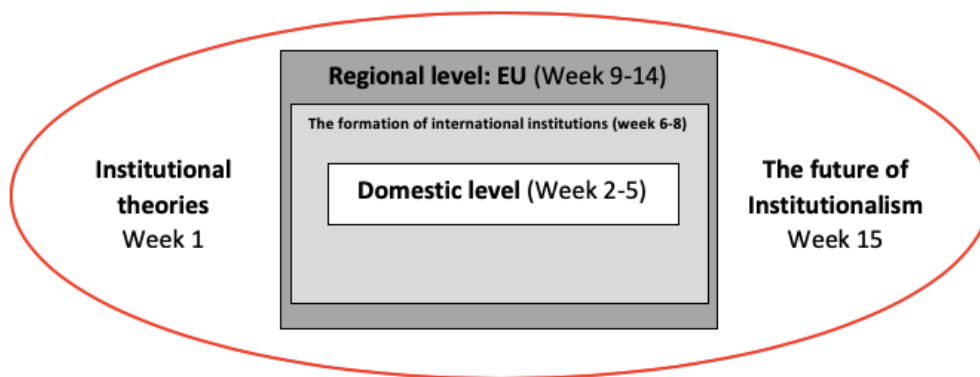 Regional level: EU (Week 9-14)
The formation of international institutions (week 6-8)
Domestic level (Week 2-5)
Institutional
theories
Week 1
The future of
Institutionalism
Week 15